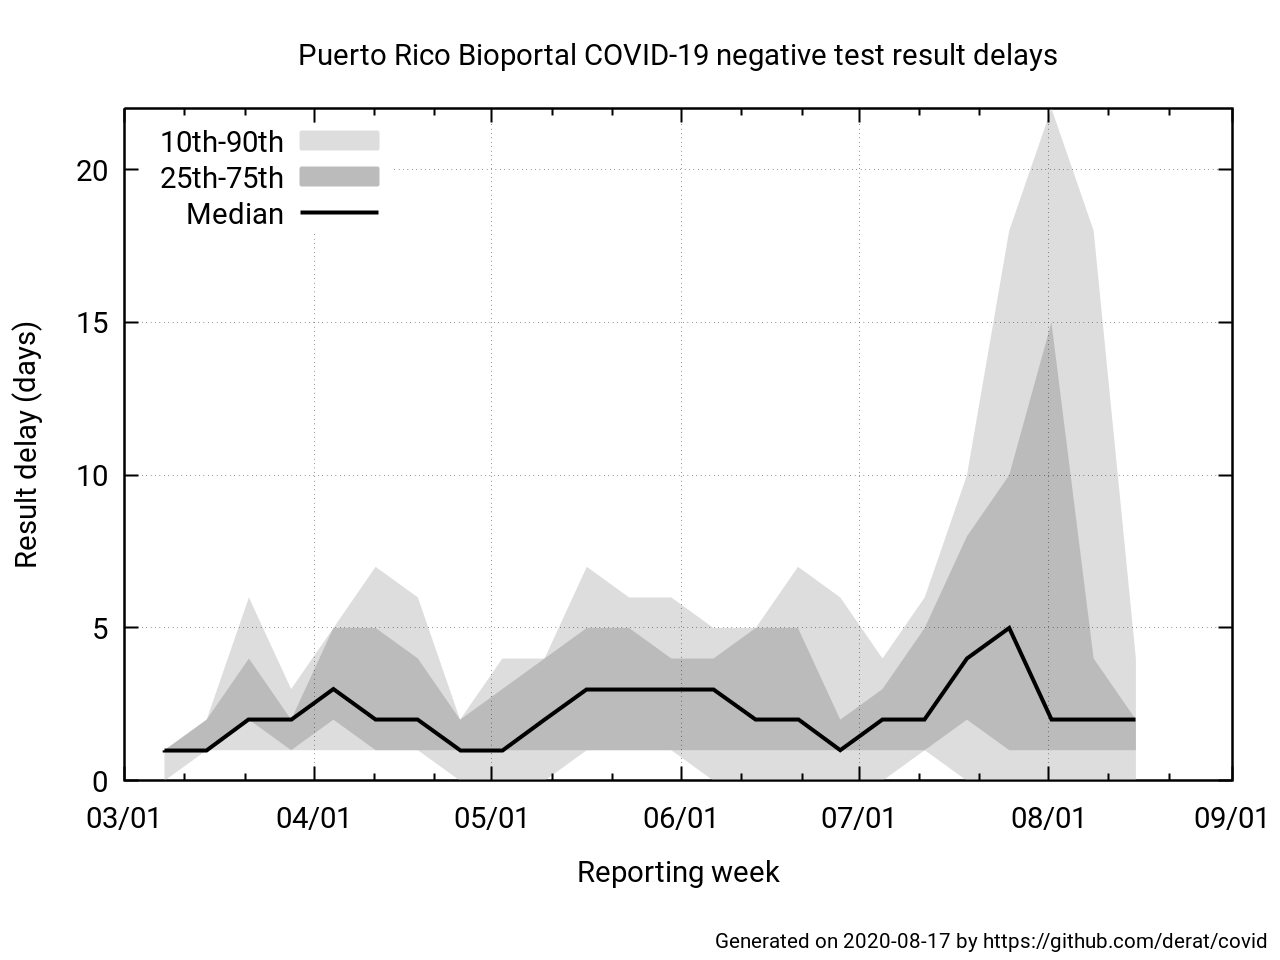 Puerto Rico Bioportal COVID-19 negative test result delays
10th-90th
25th-75th
Median
20
15
10
5
0
Result delay (days)
03/01 04/01 05/01 06/01 07/01 08/01 09/01
Reporting week
Generated on 2020-08-17 by https://github.com/derat/covid